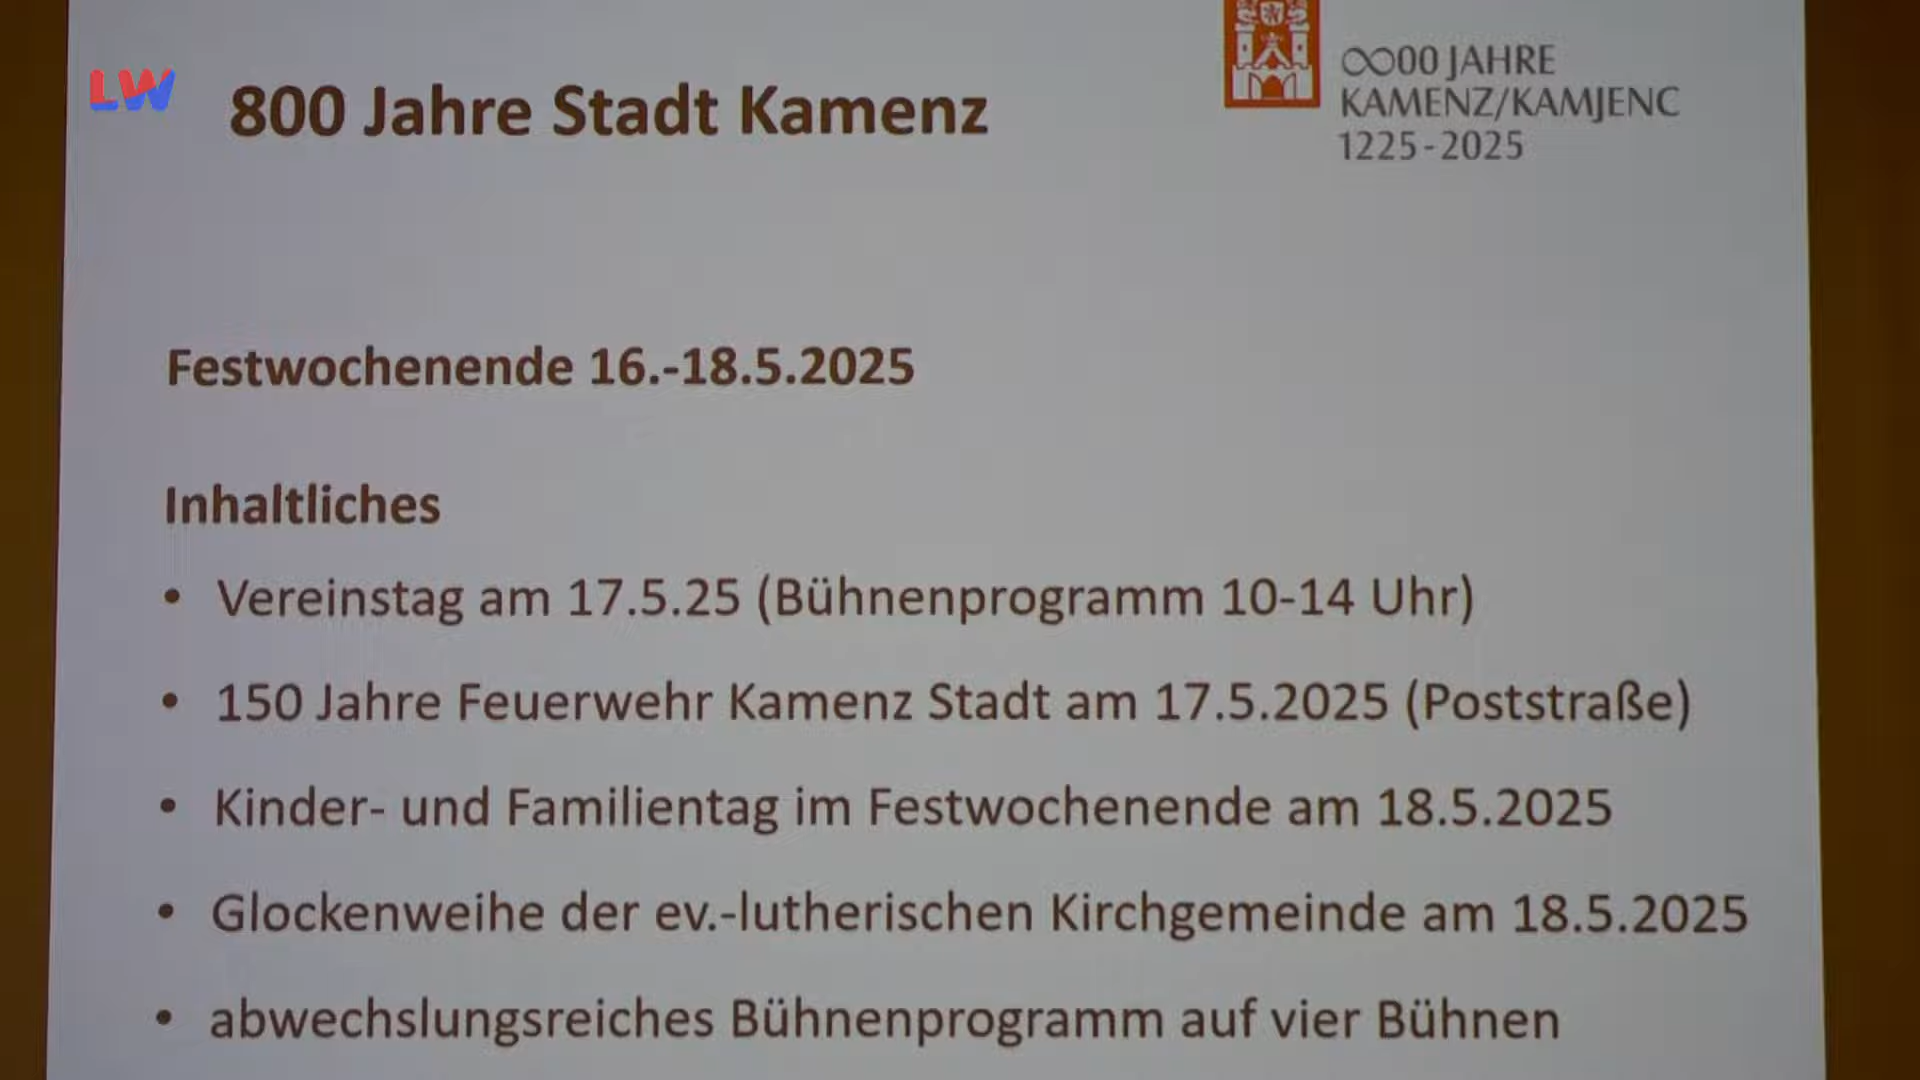 LW
800 Jahre Stadt Kamenz
∞00 JAHRE
KAMENZ/KAMJENC
1225-2025
Festwochenende 16.-18.5.2025
Inhaltliches
• Vereinstag am 17.5.25 (Bühnenprogramm 10-14 Uhr)
• 150 Jahre Feuerwehr Kamenz Stadt am 17.5.2025 (Poststraße)
• Kinder- und Familientag im Festwochenende am 18.5.2025
• Glockenweihe der ev.-lutherischen Kirchgemeinde am 18.5.2025
• abwechslungsreiches Bühnenprogramm auf vier Bühnen